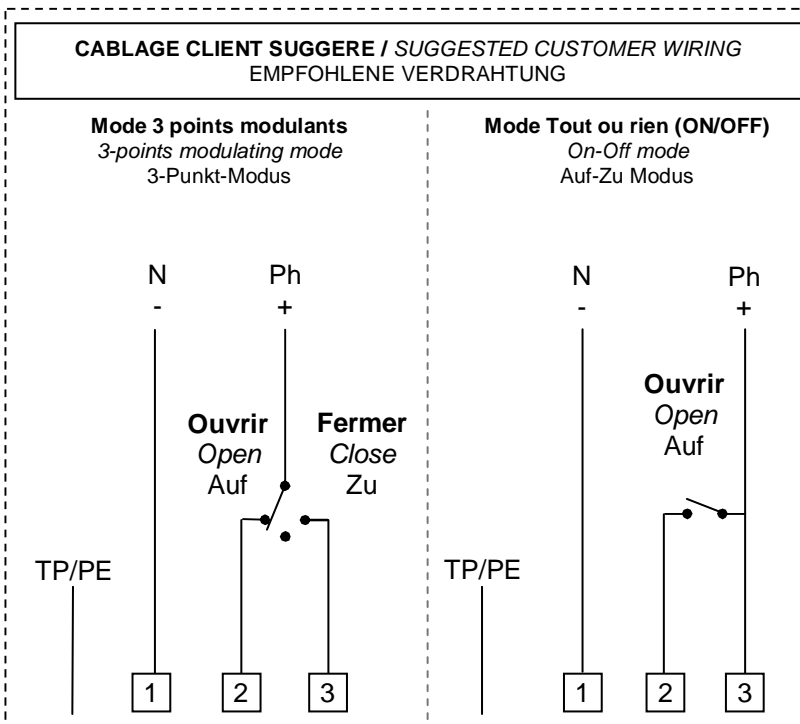 CABLAGE CLIENT SUGGERE / SUGGESTED CUSTOMER WIRING
EMPFOHLENE VERDRAHTUNG
Mode 3 points modulants
3-points modulating mode
3-Punkt-Modus
N
Ph
-
+
Ouvrir
Open
Auf
Fermer
Close
Zu
TP/PE
1
2
3
Mode Tout ou rien (ON/OFF)
On-Off mode
Auf-Zu Modus
N
Ph
-
+
Ouvrir
Open
Auf
TP/PE
1
2
3